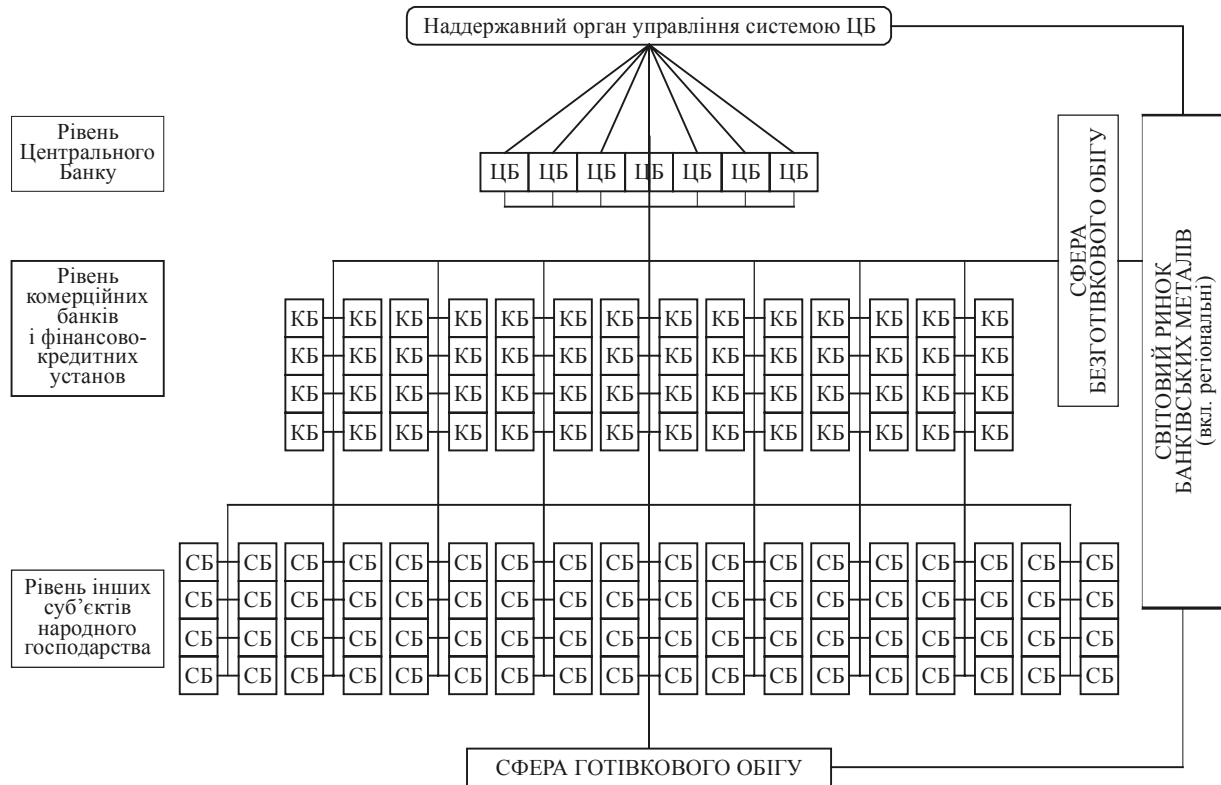 Наддержавний орган управління системою ЦБ
Рівень
Центрального
Банку
ЦБ ЦБ ЦБ ЦБ ЦБ ЦБ ЦБ
Рівень
комерційних
банків
і фінансово-
кредитних
установ
КБ КБ КБ КБ КБ КБ КБ КБ КБ КБ КБ КБ КБ КБ
КБ КБ КБ КБ КБ КБ КБ КБ КБ КБ КБ КБ КБ КБ
КБ КБ КБ КБ КБ КБ КБ КБ КБ КБ КБ КБ КБ КБ
КБ КБ КБ КБ КБ КБ КБ КБ КБ КБ КБ КБ КБ КБ
СФЕРА
БЕЗГОТІВКОВОГО ОБІГУ
СВІТОВИЙ РИНОК
БАНКІВСЬКИХ МЕТАЛІВ
(вкл. регіональні)
Рівень інших
суб’єктів
народного
господарства
СБ СБ СБ СБ СБ СБ СБ СБ СБ СБ СБ СБ СБ СБ СБ СБ СБ СБ
СБ СБ СБ СБ СБ СБ СБ СБ СБ СБ СБ СБ СБ СБ СБ СБ СБ СБ
СБ СБ СБ СБ СБ СБ СБ СБ СБ СБ СБ СБ СБ СБ СБ СБ СБ СБ
СБ СБ СБ СБ СБ СБ СБ СБ СБ СБ СБ СБ СБ СБ СБ СБ СБ СБ
СФЕРА ГОТІВКОВОГО ОБІГУ